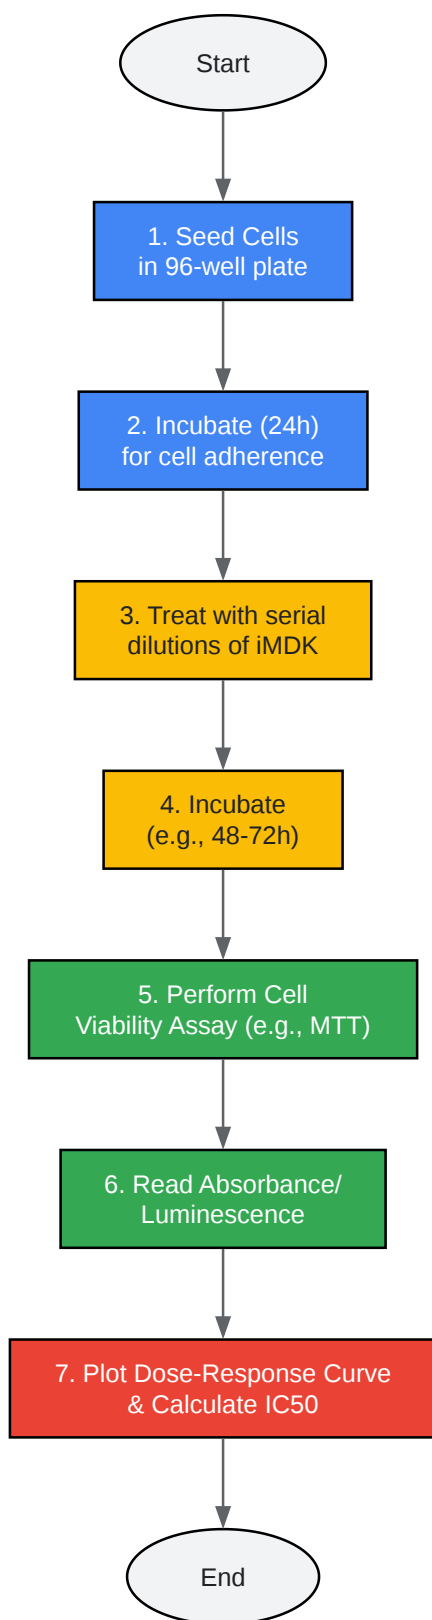 Start
1. Seed Cells
in 96-well plate
2. Incubate (24h)
for cell adherence
3. Treat with serial
dilutions of iMDK
4. Incubate
(e.g., 48-72h)
5. Perform Cell
Viability Assay (e.g., MTT)
6. Read Absorbance/
Luminescence
7. Plot Dose-Response Curve
& Calculate IC50
End